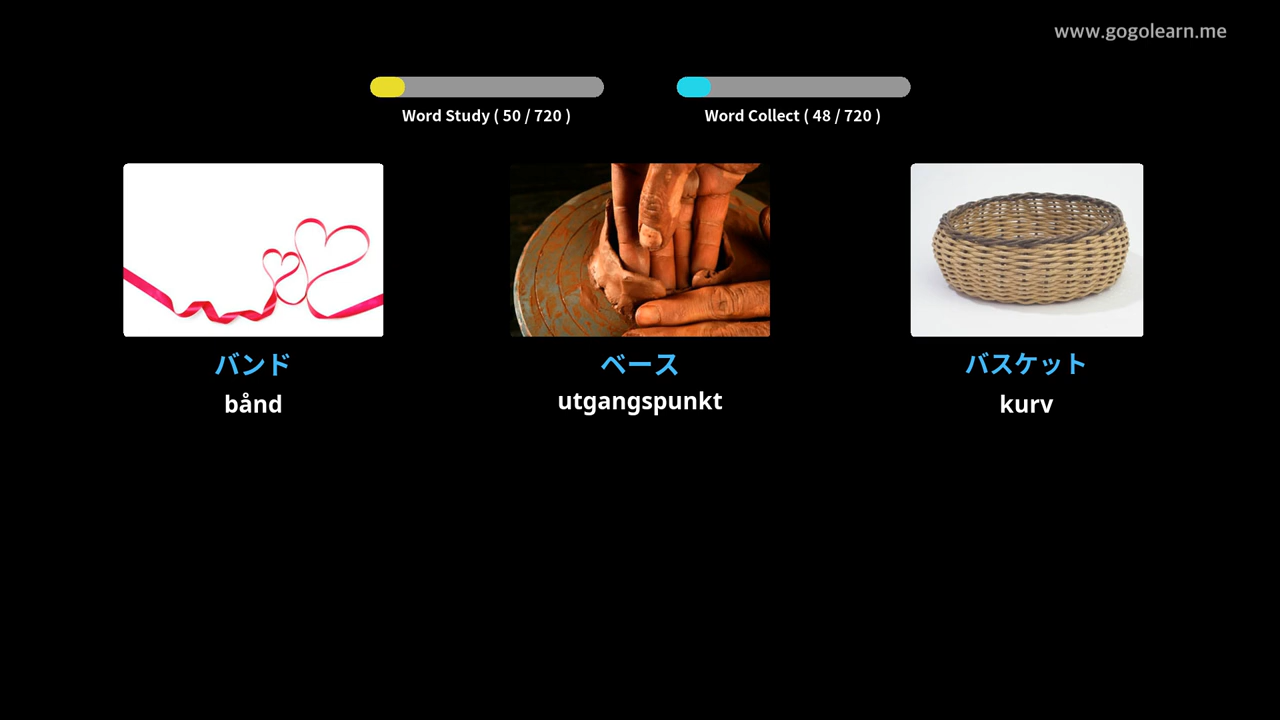 www.gogolearn.me
Word Study ( 50 / 720 )
Word Collect ( 48 / 720 )
バンド
bånd
ベース
utgangspunkt
バスケット
kurv